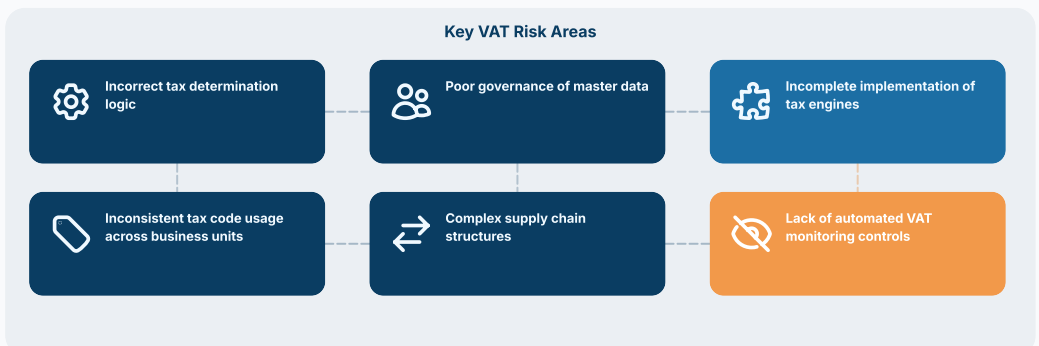 Key VAT Risk Areas
Incorrect tax determination
logic
Poor governance of master data
Incomplete implementation of
tax engines
Inconsistent tax code usage
across business units
Complex supply chain
structures
Lack of automated VAT
monitoring controls